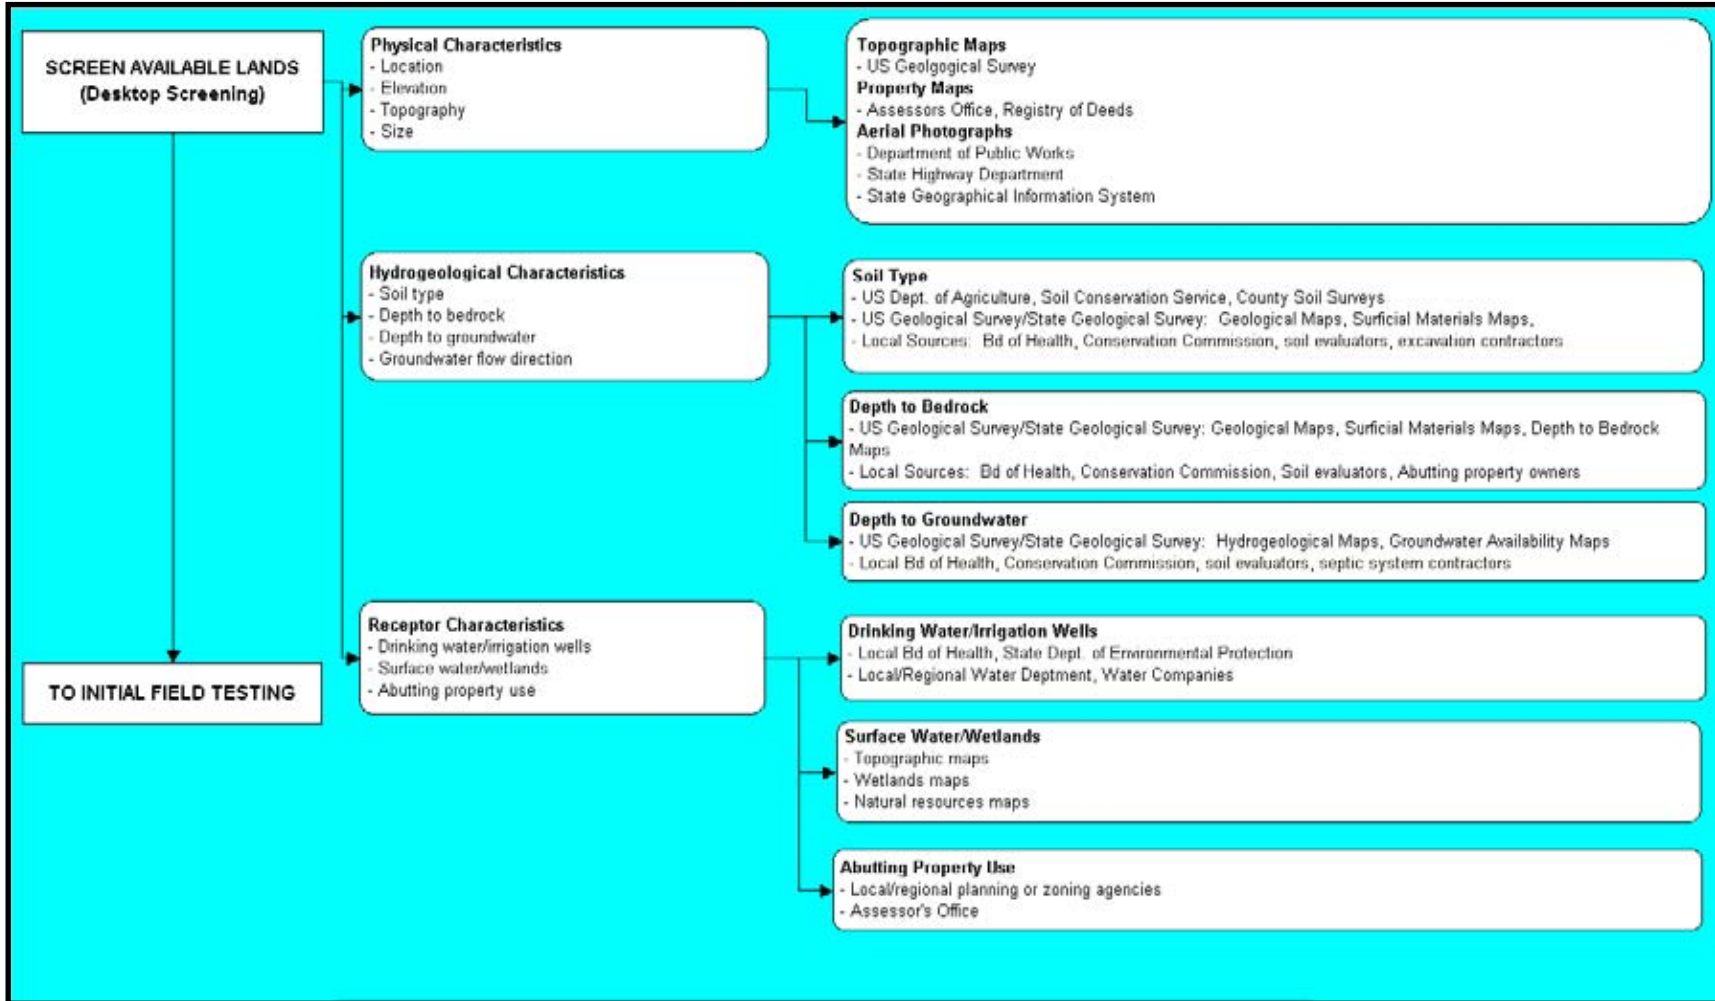 SCREEN AVAILABLE LANDS
(Desktop Screening)
TO INITIAL FIELD TESTING
Physical Characteristics
- Location
- Elevation
- Topography
- Size
Topographic Maps
- US Geolgogical Survey
Property Maps
- Assessors Office, Registry of Deeds
Aerial Photographs
- Department of Public Works
- State Highway Department
- State Geographical Information System
Hydrogeological Characteristics
- Soil type
- Depth to bedrock
- Depth to groundwater
- Groundwater flow direction
Soil Type
- US Dept. of Agriculture, Soil Conservation Service, County Soil Surveys
- US Geological Survey/State Geological Survey: Geological Maps, Surficial Materials Maps,
- Local Sources: Bd of Health, Conservation Commission, soil evaluators, excavation contractors
Depth to Bedrock
- US Geological Survey/State Geological Survey: Geological Maps, Surficial Materials Maps, Depth to Bedrock
Maps
- Local Sources: Bd of Health, Conservation Commission, Soil evaluators, Abutting property owners
Depth to Groundwater
- US Geological Survey/State Geological Survey: Hydrogeological Maps, Groundwater Availability Maps
- Local Bd of Health, Conservation Commission, soil evaluators, septic system contractors
Receptor Characteristics
- Drinking water/irrigation wells
- Surface water/wetlands
- Abutting property use
Drinking Water/Irrigation Wells
- Local Bd of Health, State Dept. of Environmental Protection
- Local/Regional Water Deptment, Water Companies
Surface Water/Wetlands
- Topographic maps
- Wetlands maps
- Natural resources maps
Abutting Property Use
- Local/regional planning or zoning agencies
- Assessor's Office